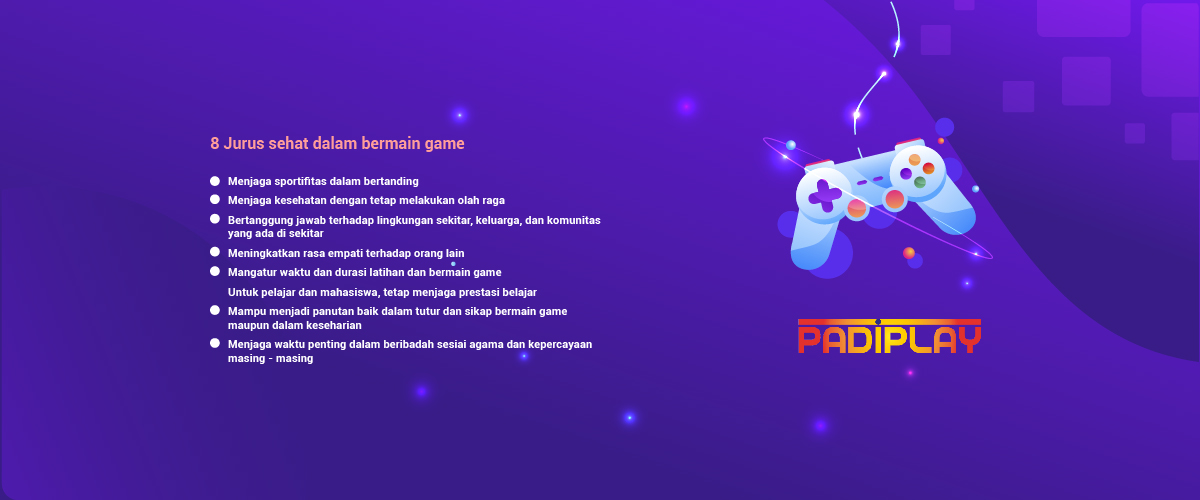 8 Jurus sehat dalam bermain game
Menjaga sportifitas dalam bertanding
Menjaga kesehatan dengan tetap melakukan olah raga
Bertanggung jawab terhadap lingkungan sekitar, keluarga, dan komunitas
yang ada di sekitar
Meningkatkan rasa empati terhadap orang lain
Mangatur waktu dan durasi latihan dan bermain game
Untuk pelajar dan mahasiswa, tetap menjaga prestasi belajar
Mampu menjadi panutan baik dalam tutur dan sikap bermain game
maupun dalam keseharian
Menjaga waktu penting dalam beribadah sesiai agama dan kepercayaan
masing - masing
PADIPLAY